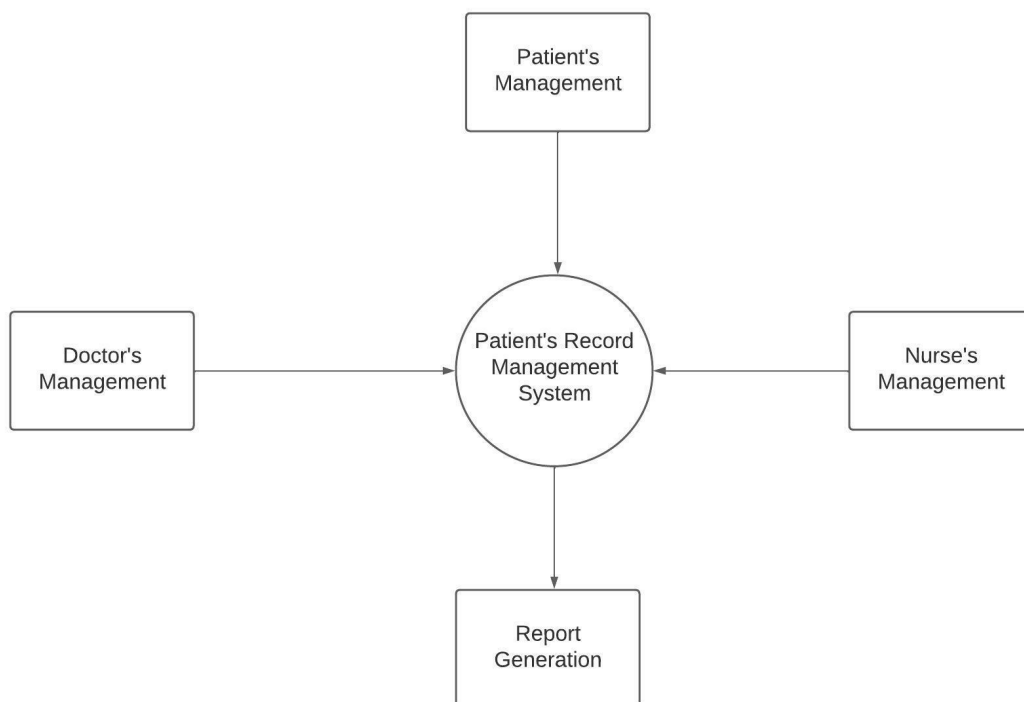 Patient's
Management
Doctor's
Management
Patient's Record
Management
System
Nurse's
Management
Report
Generation